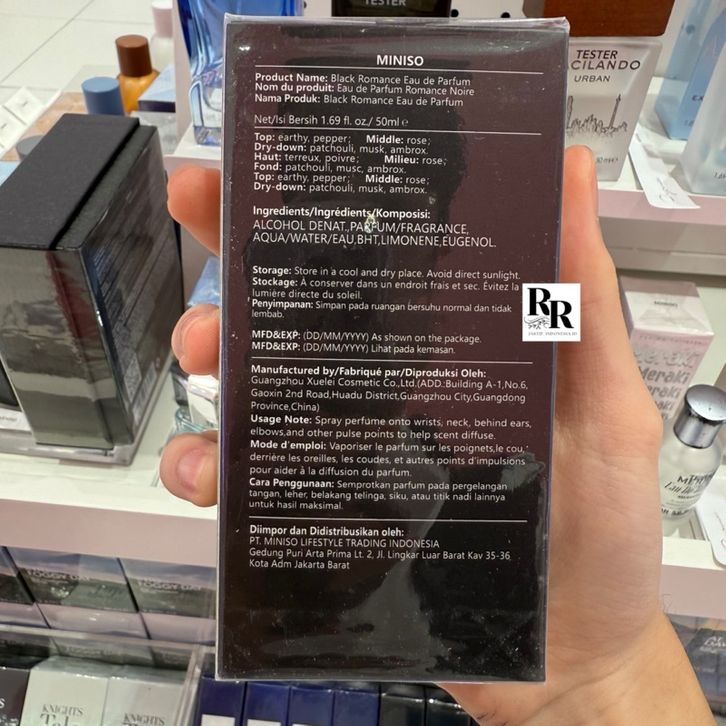 TESTER
MINISO
Product Name: Black Romance Eau de Parfum
Nom du produit: Eau de Parfum Romance Noire
Nama Produk: Black Romance Eau de Parfum
Net/Isi Bersih 1.69 fl. oz./ 50ml ℮
Top: earthy, pepper; Middle: rose;
Dry-down: patchouli, musk, ambrox.
Haut: terreux, poivre; Milieu: rose;
Fond: patchouli, musc, ambrox.
Top: earthy, pepper; Middle: rose;
Dry-down: patchouli, musk, ambrox.
Ingredients/Ingrédients/Komposisi:
ALCOHOL DENAT.,PARFUM/FRAGRANCE,
AQUA/WATER/EAU,BHT,LIMONENE,EUGENOL.
Storage: Store in a cool and dry place. Avoid direct sunlight.
Stockage: À conserver dans un endroit frais et sec. Évitez la
lumière directe du soleil.
Penyimpanan: Simpan pada ruangan bersuhu normal dan tidak
lembab.
MFD&EXP: (DD/MM/YYYY) As shown on the package.
MFD&EXP: (DD/MM/YYYY) Lihat pada kemasan.
Manufactured by/Fabriqué par/Diproduksi Oleh:
Guangzhou Xuelei Cosmetic Co.,Ltd.(ADD.:Building A-1,No.6,
Gaoxin 2nd Road,Huadu District,Guangzhou City,Guangdong
Province,China)
Usage Note: Spray perfume onto wrists, neck, behind ears,
elbows,and other pulse points to help scent diffuse.
Mode d'emploi: Vaporiser le parfum sur les poignets,le cou,
derrière les oreilles, les coudes, et autres points d'impulsions
pour aider à la diffusion du parfum.
Cara Penggunaan: Semprotkan parfum pada pergelangan
tangan, leher, belakang telinga, siku, atau titik nadi lainnya
untuk hasil maksimal.
Diimpor dan Didistribusikan oleh:
PT. MINISO LIFESTYLE TRADING INDONESIA
Gedung Puri Arta Prima Lt. 2, Jl. Lingkar Luar Barat Kav 35-36
Kota Adm Jakarta Barat
TESTER
CILANDO
URBAN
RR
JASTIP_INDONESIA.ID
MINISO
Meraki
KNIGHTS
KNIGHTS